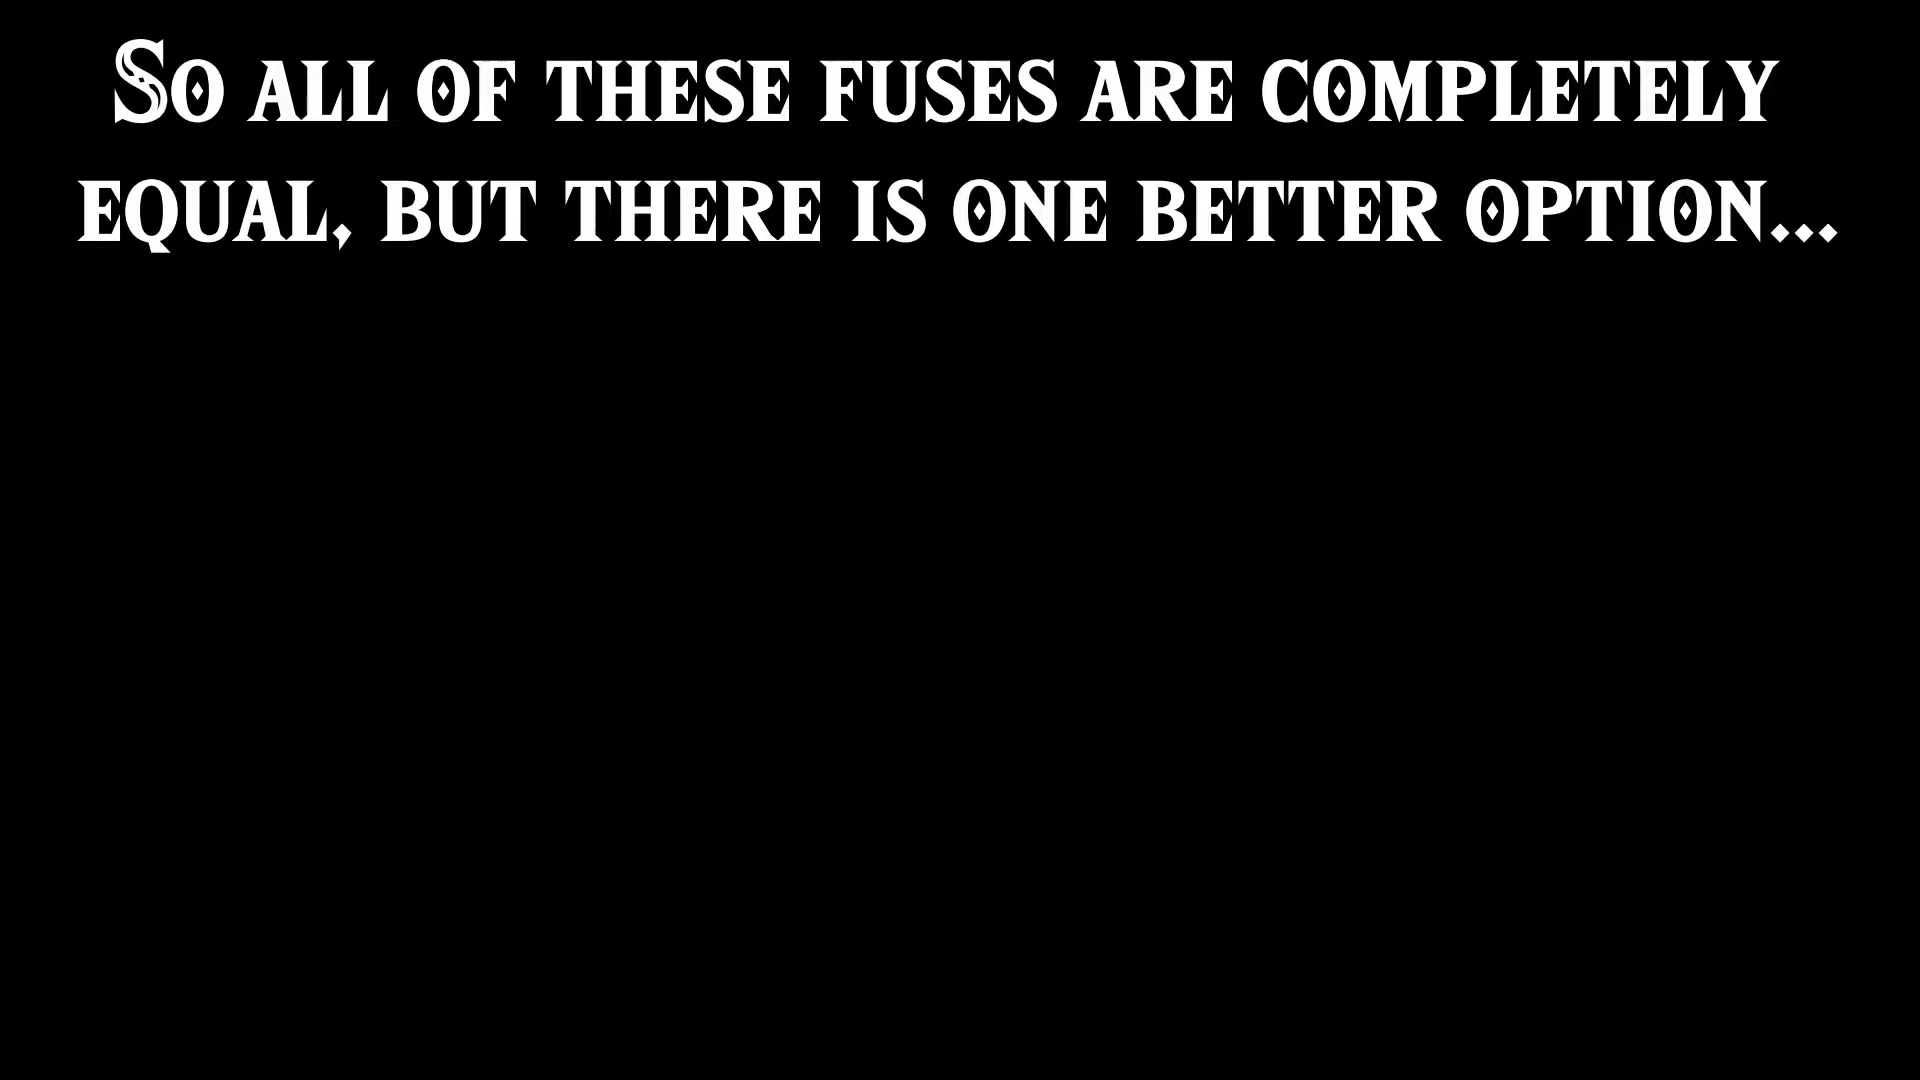 So all of these fuses are completely
equal, but there is one better option...